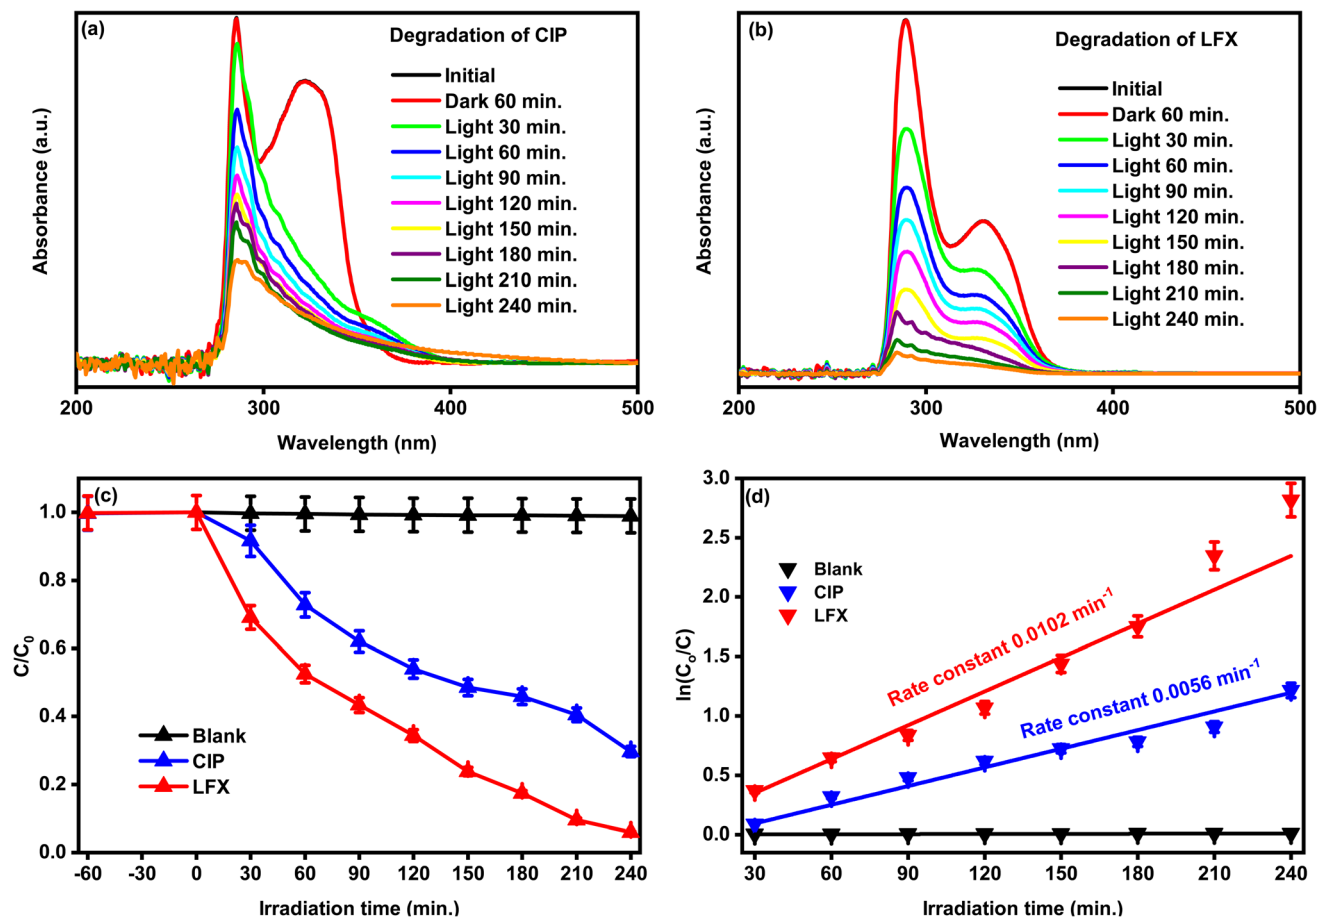 (a)
Degradation of CIP
Initial
Dark 60 min.
Light 30 min.
Light 60 min.
Light 90 min.
Light 120 min.
Light 150 min.
Light 180 min.
Light 210 min.
Light 240 min.
Absorbance (a.u.)
200 300 400 500
Wavelength (nm)
(b)
Degradation of LFX
Initial
Dark 60 min.
Light 30 min.
Light 60 min.
Light 90 min.
Light 120 min.
Light 150 min.
Light 180 min.
Light 210 min.
Light 240 min.
Absorbance (a.u.)
200 300 400 500
Wavelength (nm)
(c)
1.0
0.8
0.6
0.4
0.2
0.0
C/C₀
Blank
CIP
LFX
-60 -30 0 30 60 90 120 150 180 210 240
Irradiation time (min.)
(d)
3.0
2.5
2.0
1.5
1.0
0.5
0.0
ln(Cₒ/C)
Blank
CIP
LFX
Rate constant 0.0102 min⁻¹
Rate constant 0.0056 min⁻¹
30 60 90 120 150 180 210 240
Irradiation time (min.)